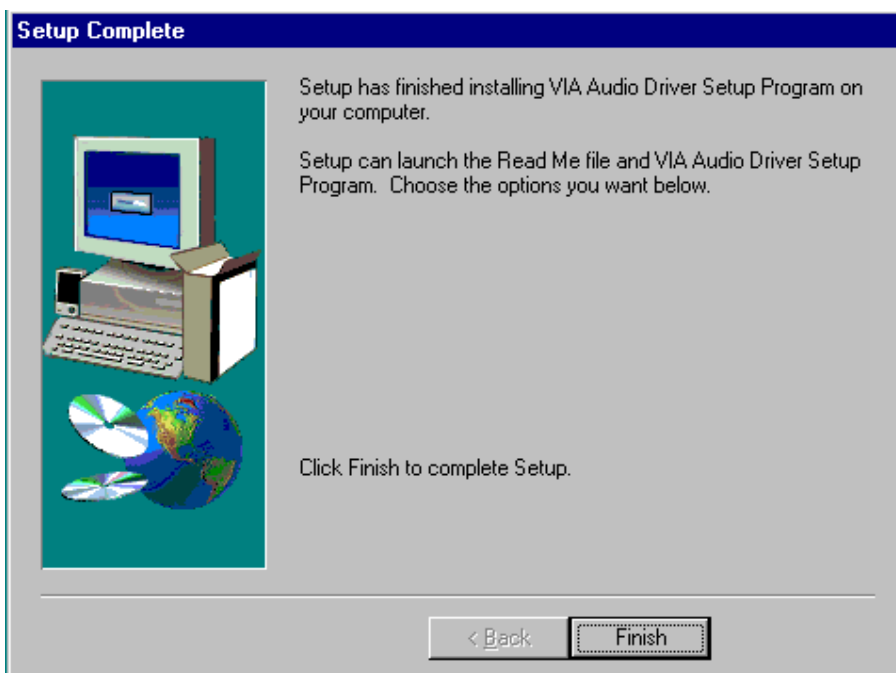 Setup Complete
Setup has finished installing VIA Audio Driver Setup Program on
your computer.
Setup can launch the Read Me file and VIA Audio Driver Setup
Program.  Choose the options you want below.
Click Finish to complete Setup.
< Back
Finish